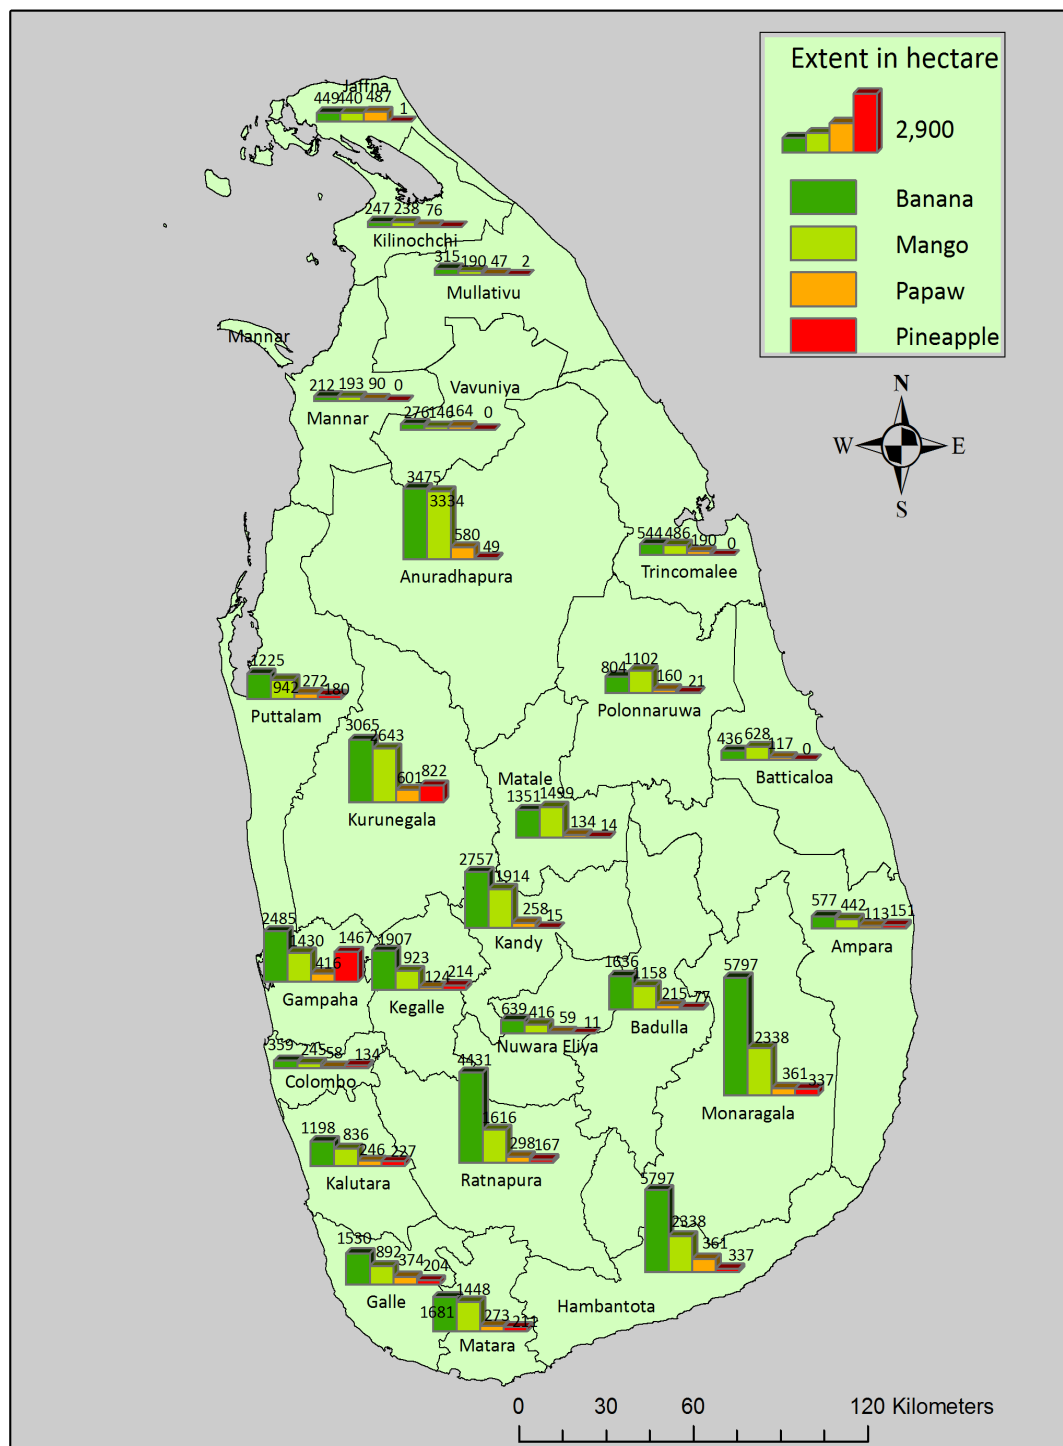 Extent in hectare
2,900
Banana
Mango
Papaw
Pineapple
N
W E
S
Jaffna
449 440 487 1
247 238 76
Kilinochchi
315 190 47 2
Mullativu
Mannar
212 193 90 0
Mannar
Vavuniya
276 146 164 0
3475 3334 580 49
Anuradhapura
544 486 190 0
Trincomalee
1225 942 272 180
Puttalam
804 1102 160 21
Polonnaruwa
3065 2643 601 822
Kurunegala
436 628 117 0
Batticaloa
Matale
1351 1499 134 14
2757 1914 258 15
Kandy
577 442 113 151
Ampara
2485 1430 416 1467
Gampaha
1907 923 124 214
Kegalle
1636 1158 215 77
Badulla
5797 2338 361 337
Monaragala
639 416 59 11
Nuwara Eliya
359 245 58 134
Colombo
4431 1616 298 167
Ratnapura
1198 836 246 227
Kalutara
5797 2338 361 337
Hambantota
1530 892 374 204
Galle
1681 1448 273 211
Matara
0 30 60 120 Kilometers